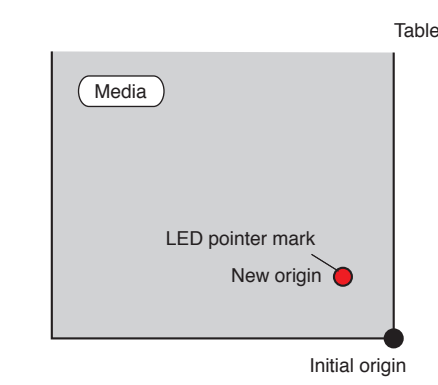 Table
Media
LED pointer mark
New origin
Initial origin